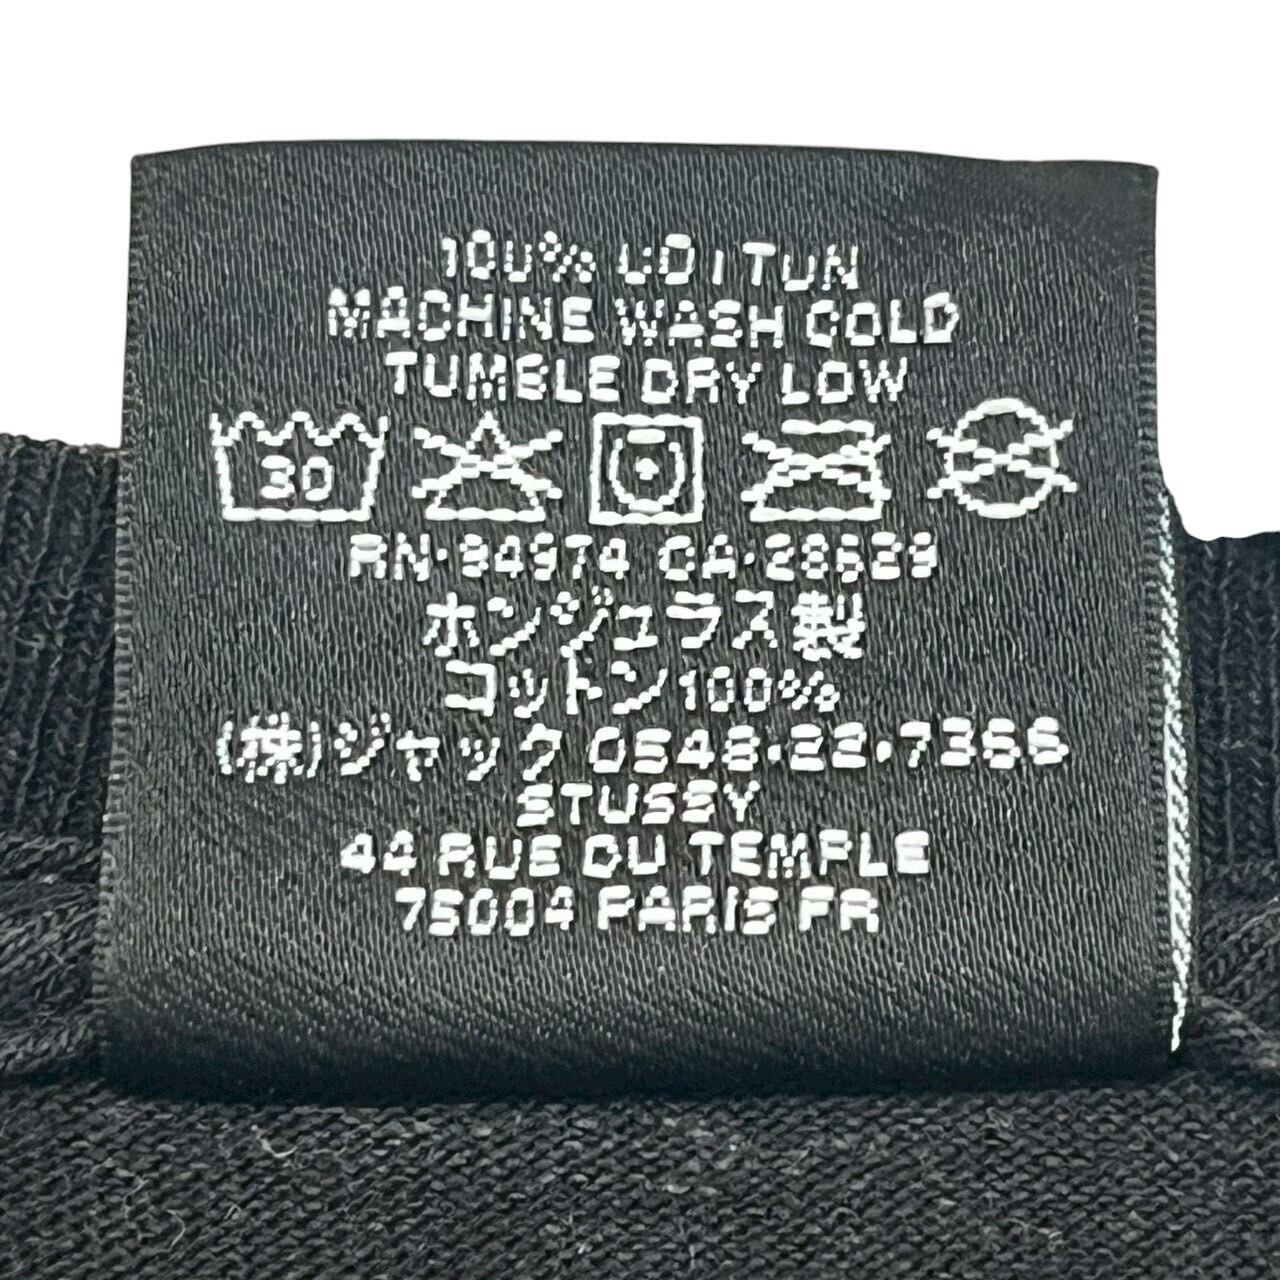 100% COTTON
MACHINE WASH COLD
TUMBLE DRY LOW
30
RN·94974 CA·28629
ホンジュラス製
コットン100%
(株)ジャック 0548·22·7366
STUSSY
44 RUE DU TEMPLE
75004 PARIS FR